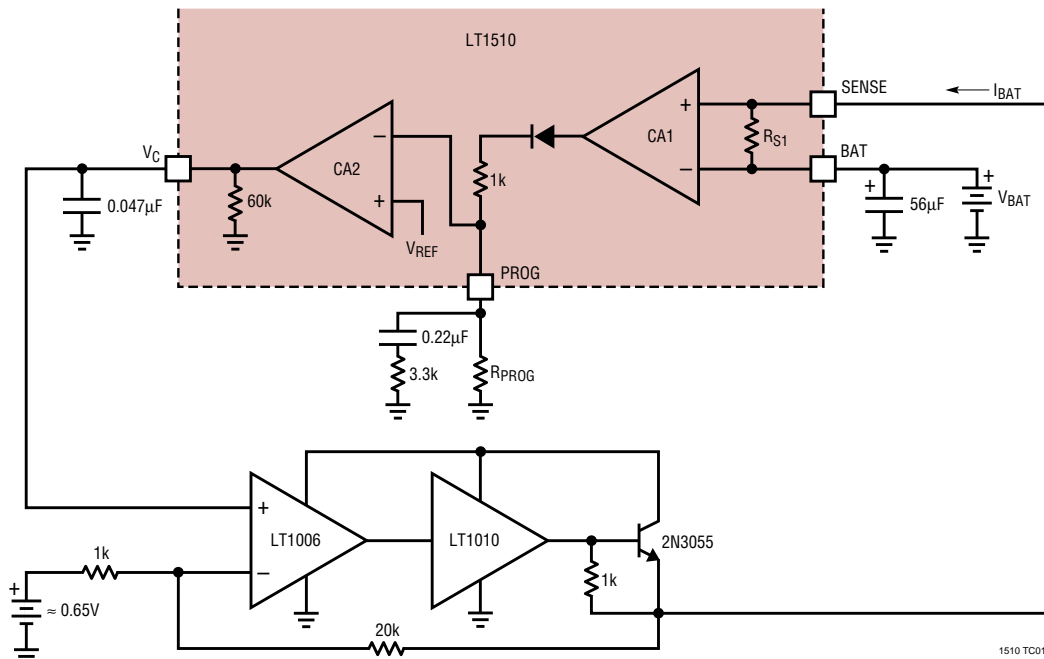 LT1510
SENSE
I_BAT
+
CA1
−
R_S1
BAT
V_C
CA2
−
+
60k
V_REF
1k
0.047µF
+
56µF
+
V_BAT
PROG
0.22µF
3.3k
R_PROG
+
LT1006
−
LT1010
2N3055
1k
1k
+
≈ 0.65V
20k
1510 TC01